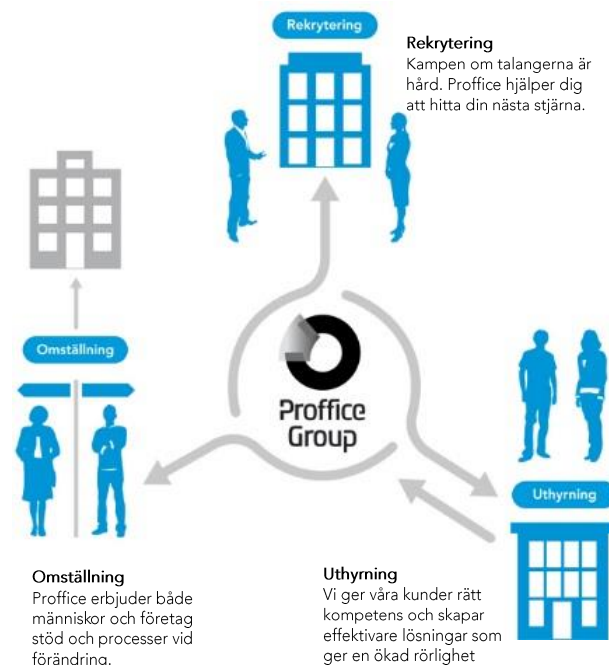 Rekrytering
Rekrytering
Kampen om talangerna är
hård. Proffice hjälper dig
att hitta din nästa stjärna.
Omställning
Proffice
Group
Uthyrning
Omställning
Proffice erbjuder både
människor och företag
stöd och processer vid
förändring.
Uthyrning
Vi ger våra kunder rätt
kompetens och skapar
effektivare lösningar som
ger en ökad rörlighet